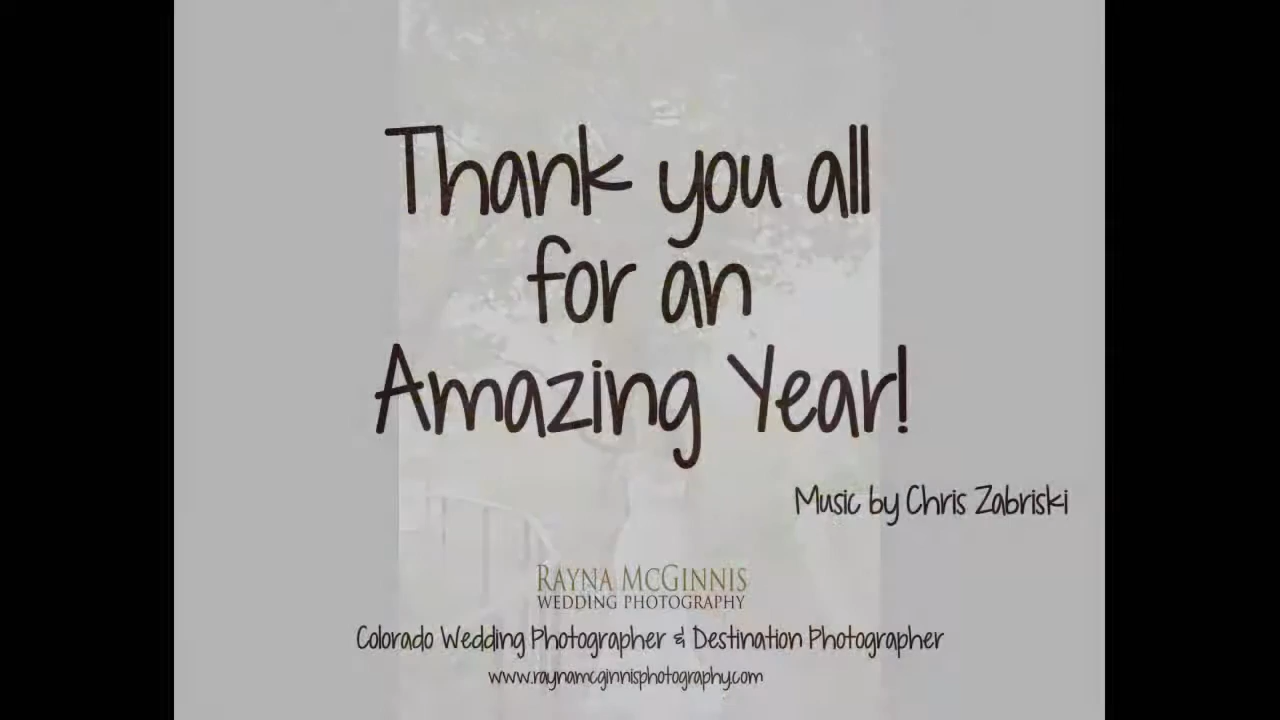 Thank you all
for an
Amazing Year!
Music by Chris Zabriski
RAYNA MCGINNIS
WEDDING PHOTOGRAPHY
Colorado Wedding Photographer & Destination Photographer
www.raynamcginnisphotography.com